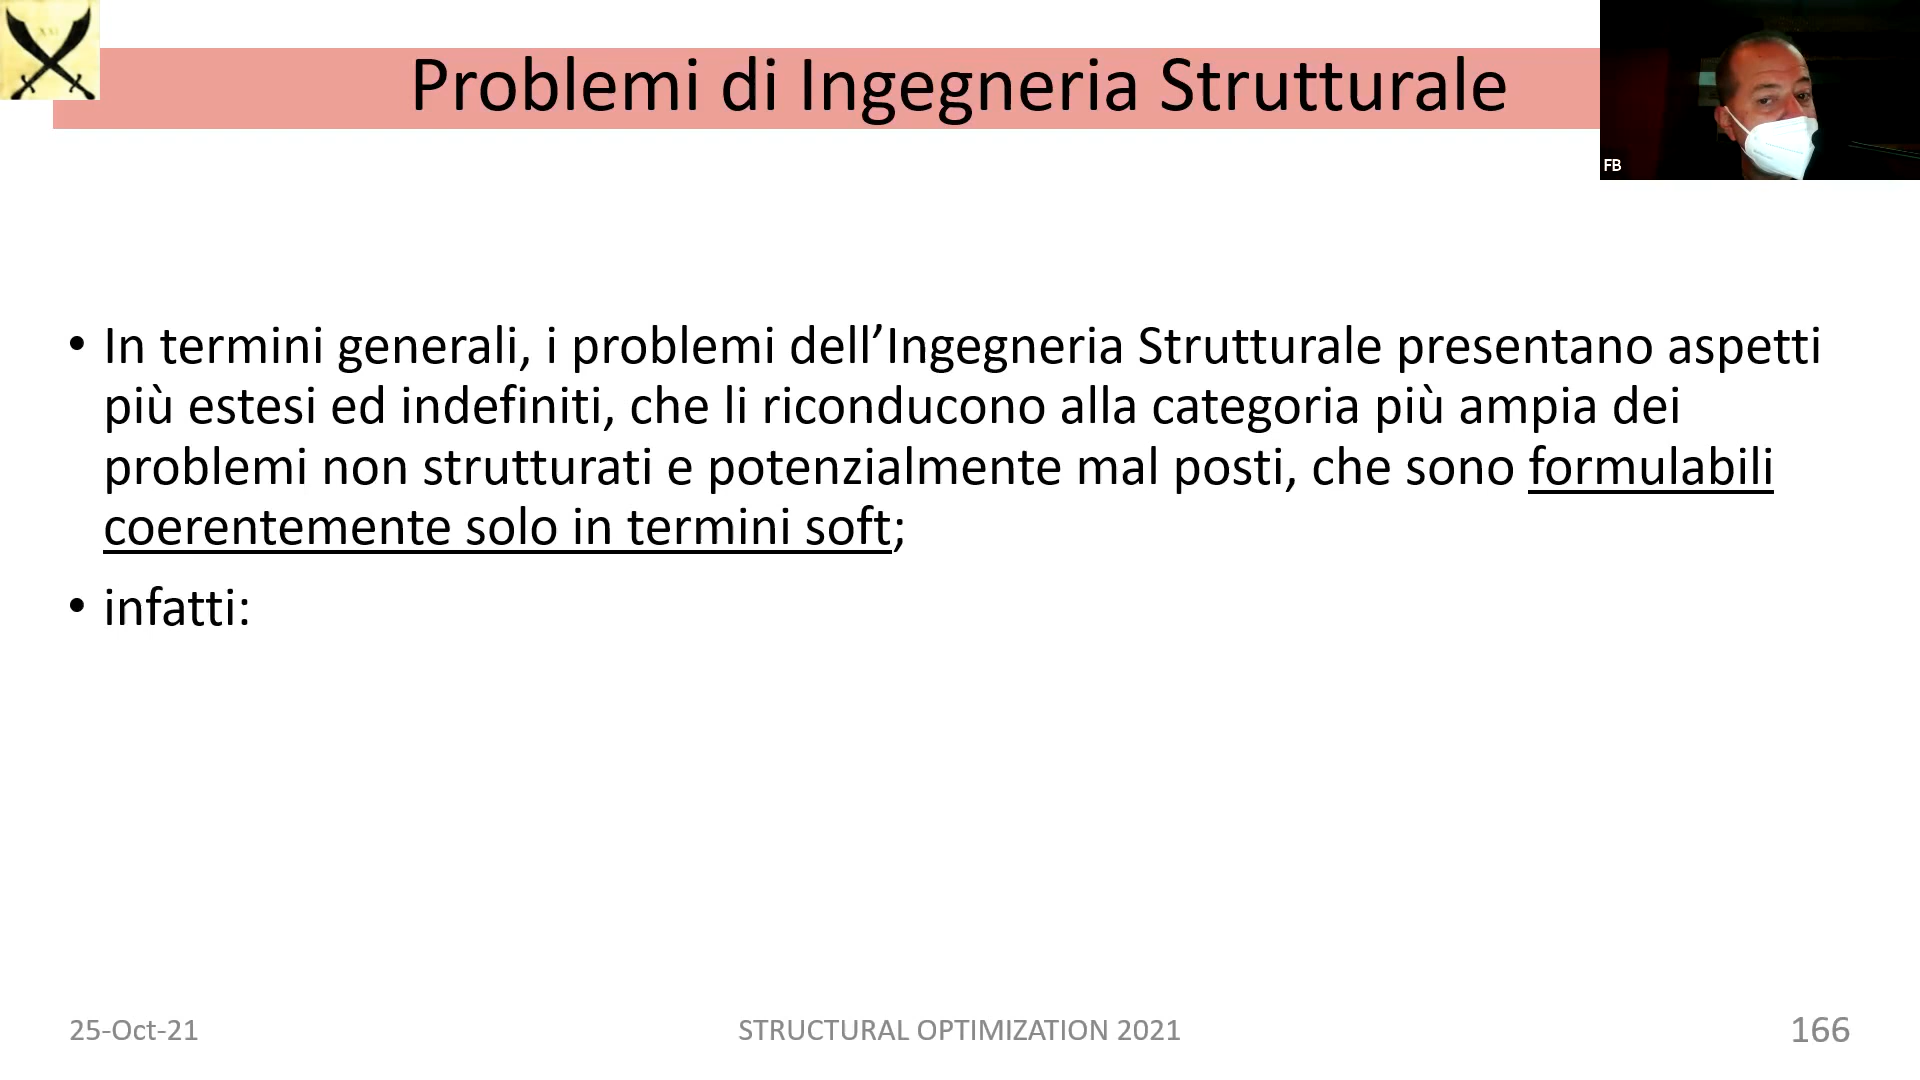 XXI
Problemi di Ingegneria Strutturale
FB
• In termini generali, i problemi dell’Ingegneria Strutturale presentano aspetti
più estesi ed indefiniti, che li riconducono alla categoria più ampia dei
problemi non strutturati e potenzialmente mal posti, che sono formulabili
coerentemente solo in termini soft;
• infatti:
25-Oct-21
STRUCTURAL OPTIMIZATION 2021
166